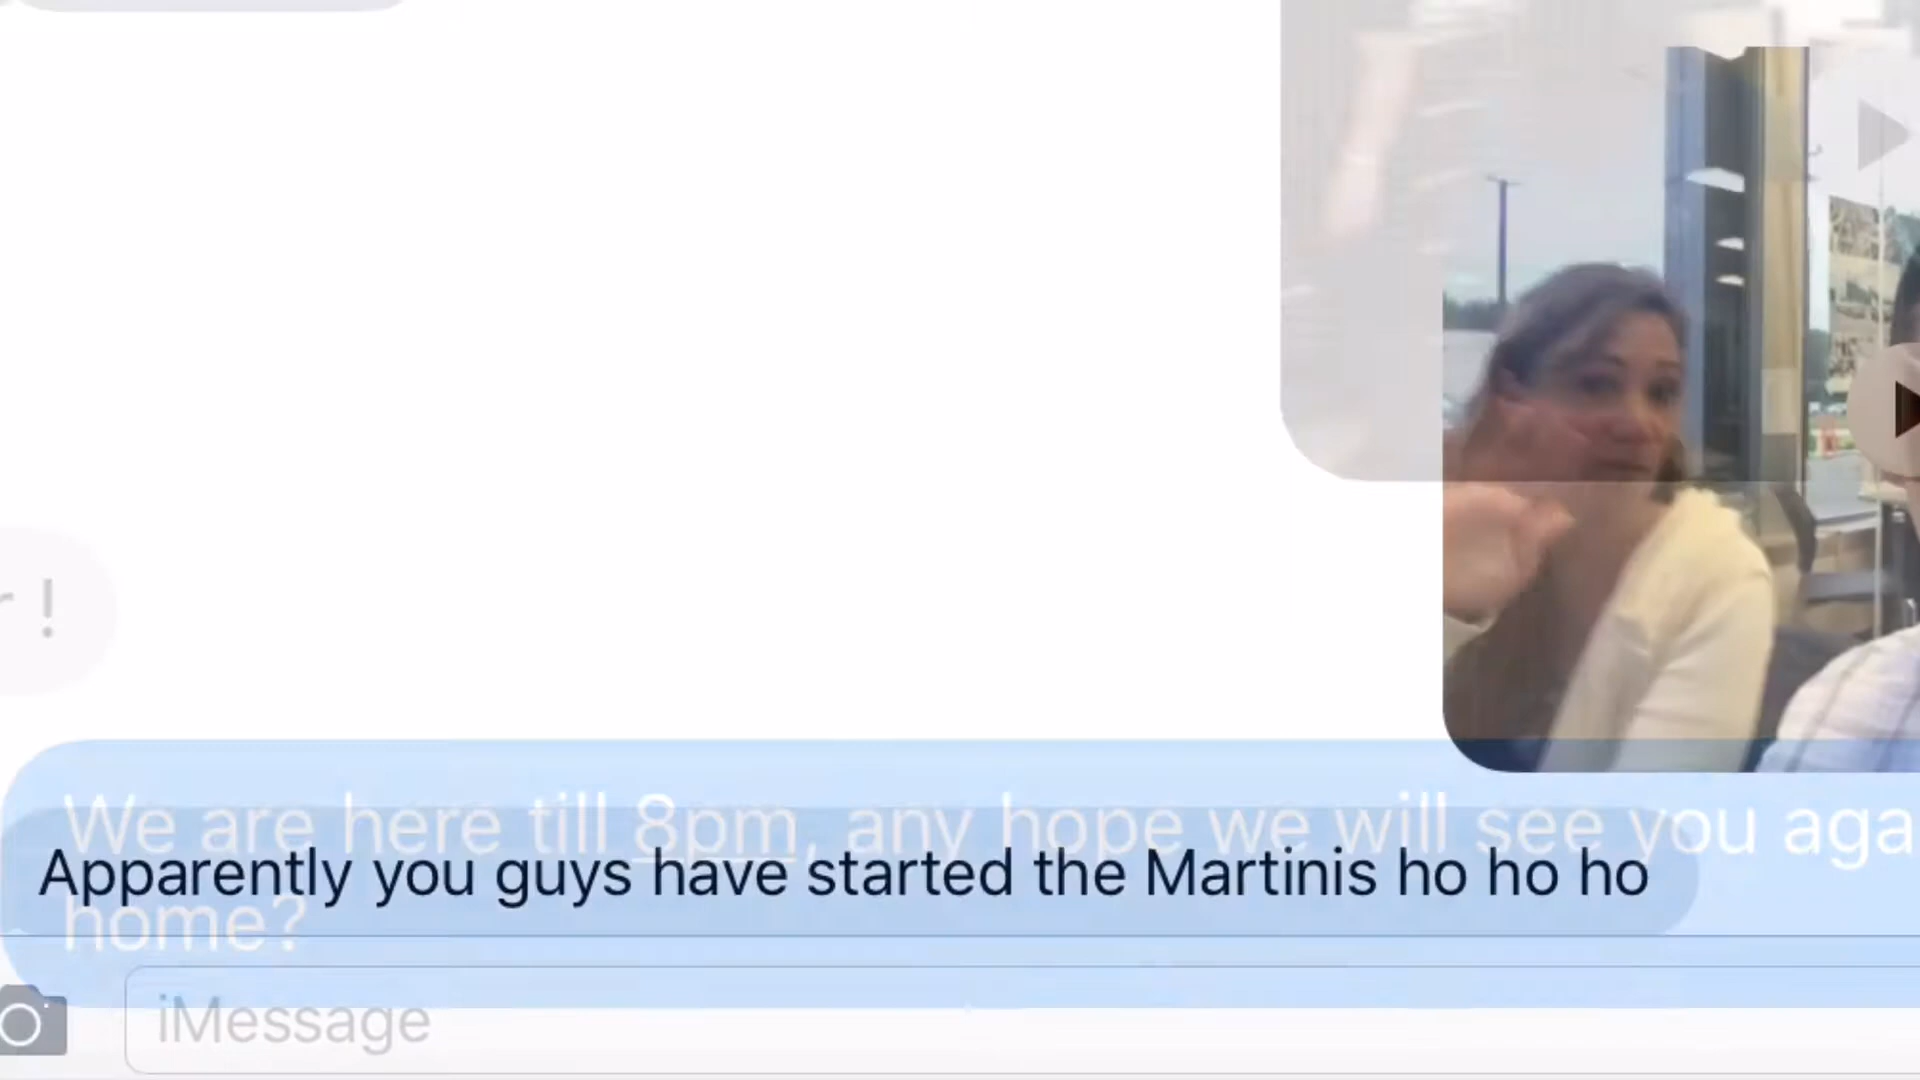 r !
We are here till 8pm, any hope we will see you aga
home?
Apparently you guys have started the Martinis ho ho ho
iMessage